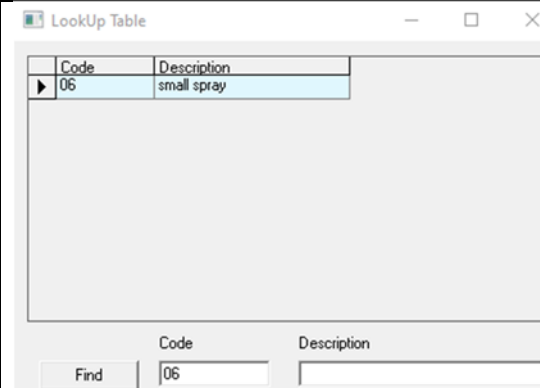 LookUp Table
Code Description
06 small spray
Code Description
Find 06